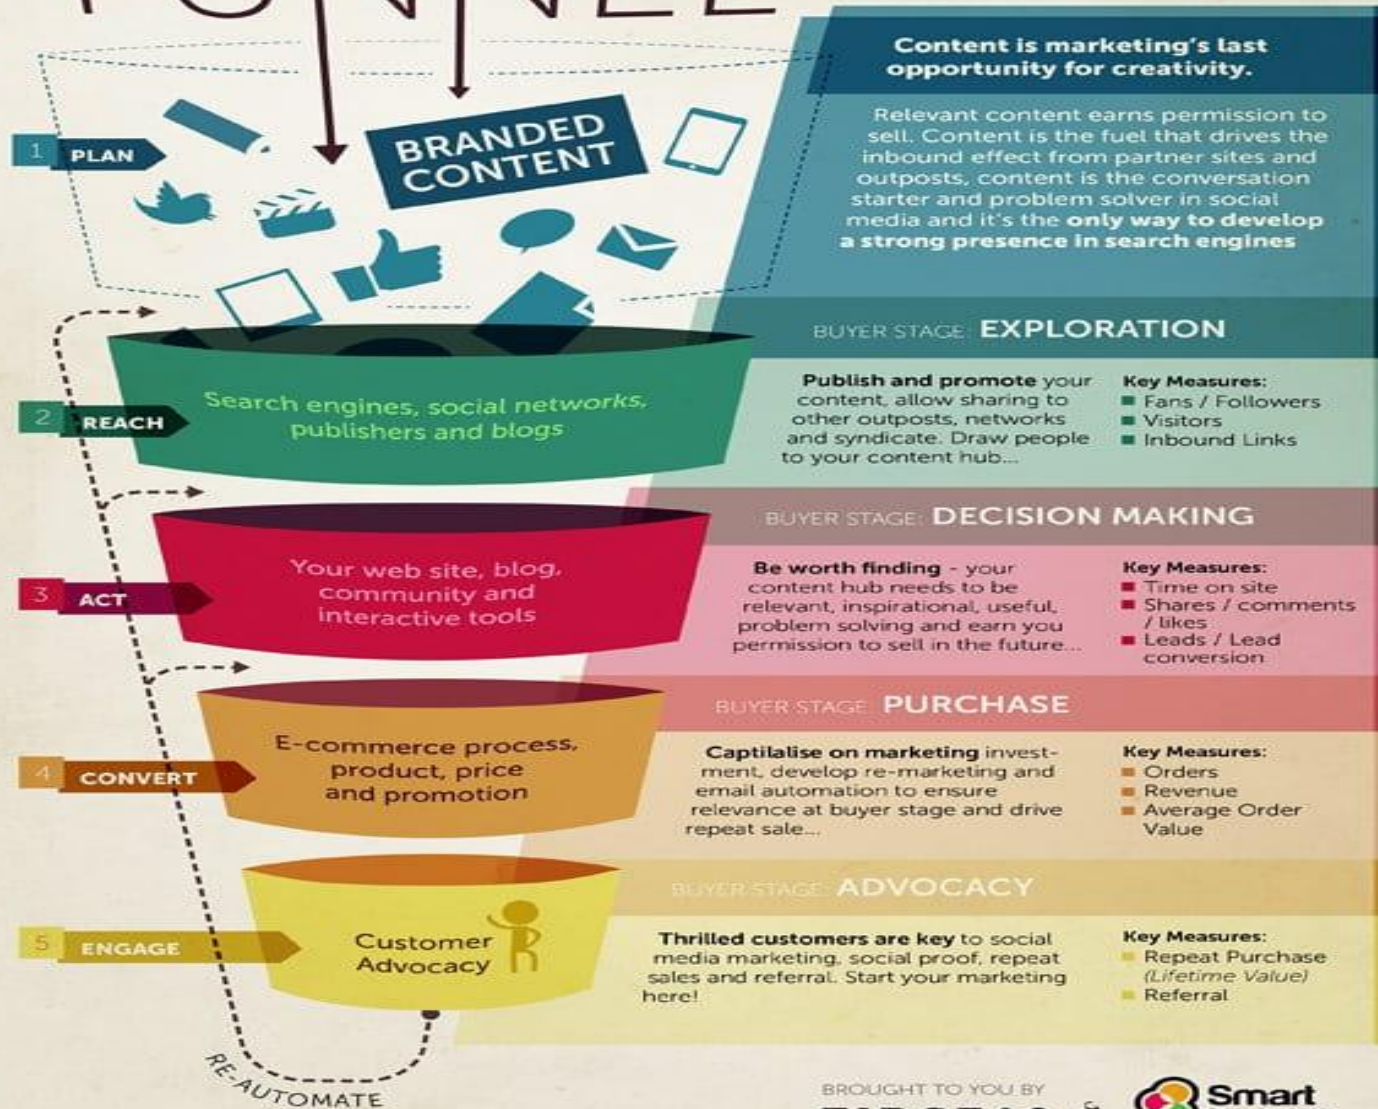 BRANDED
CONTENT
1 PLAN
Content is marketing's last
opportunity for creativity.
Relevant content earns permission to
sell. Content is the fuel that drives the
inbound effect from partner sites and
outposts, content is the conversation
starter and problem solver in social
media and it's the only way to develop
a strong presence in search engines
2 REACH
Search engines, social networks,
publishers and blogs
BUYER STAGE: EXPLORATION
Publish and promote your
content, allow sharing to
other outposts, networks
and syndicate. Draw people
to your content hub...
Key Measures:
Fans / Followers
Visitors
Inbound Links
3 ACT
Your web site, blog,
community and
interactive tools
BUYER STAGE: DECISION MAKING
Be worth finding - your
content hub needs to be
relevant, inspirational, useful,
problem solving and earn you
permission to sell in the future...
Key Measures:
Time on site
Shares / comments
/ likes
Leads / Lead
conversion
4 CONVERT
E-commerce process,
product, price
and promotion
BUYER STAGE: PURCHASE
Captilalise on marketing invest-
ment, develop re-marketing and
email automation to ensure
relevance at buyer stage and drive
repeat sale...
Key Measures:
Orders
Revenue
Average Order
Value
5 ENGAGE
Customer
Advocacy
BUYER STAGE: ADVOCACY
Thrilled customers are key to social
media marketing, social proof, repeat
sales and referral. Start your marketing
here!
Key Measures:
Repeat Purchase
(Lifetime Value)
Referral
RE-AUTOMATE
BROUGHT TO YOU BY
&
Smart